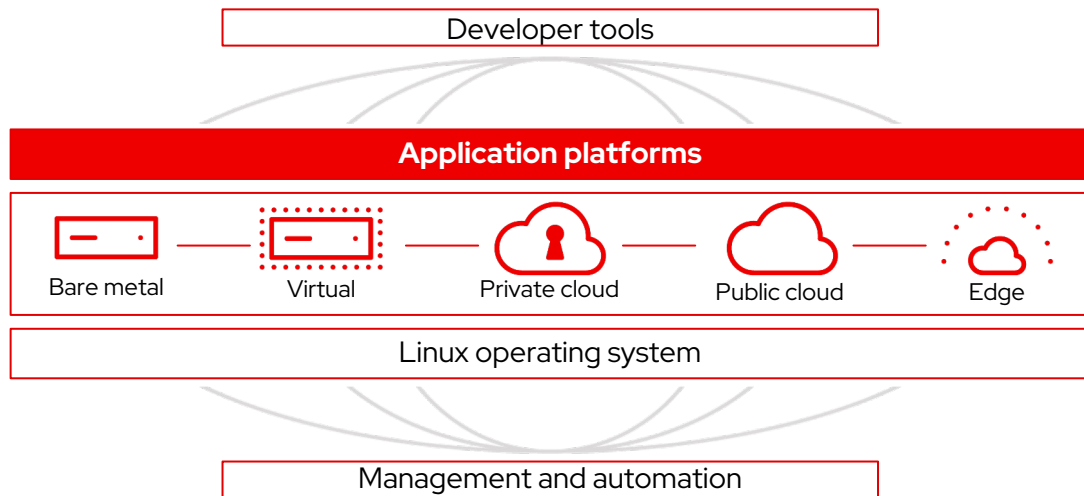 Developer tools
Application platforms
Bare metal
Virtual
Private cloud
Public cloud
Edge
Linux operating system
Management and automation